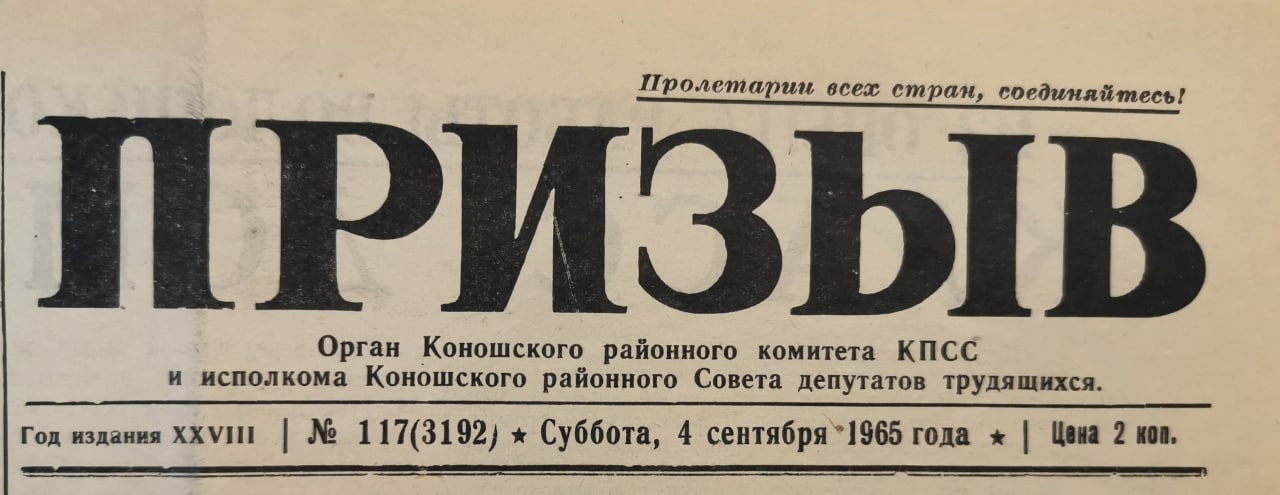 Пролетарии всех стран, соединяйтесь!
ПРИЗЫВ
Орган Коношского районного комитета КПСС
и исполкома Коношского районного Совета депутатов трудящихся.
Год издания XXVIII | № 117(3192) ★ Суббота, 4 сентября 1965 года ★ | Цена 2 коп.